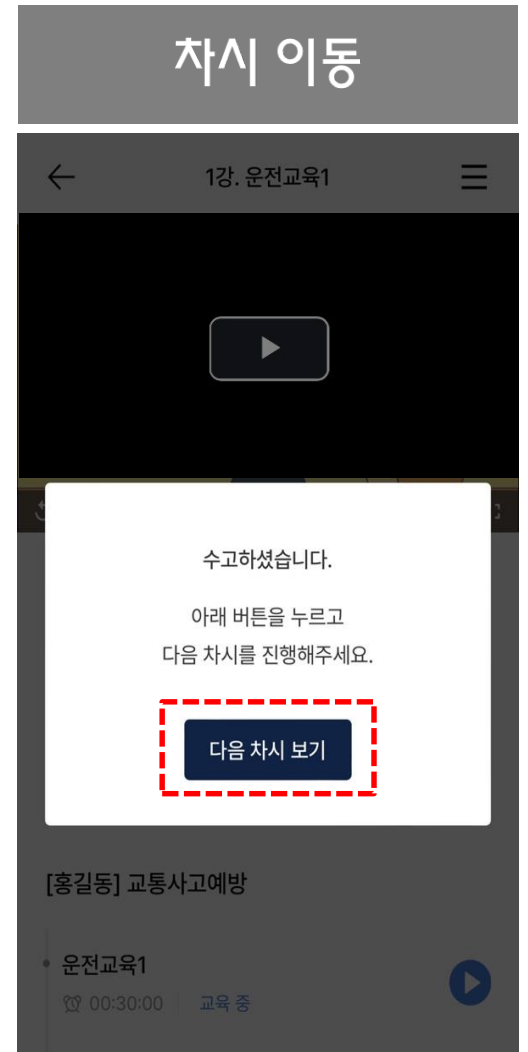 차시 이동
1강. 운전교육1
수고하셨습니다.
아래 버튼을 누르고
다음 차시를 진행해주세요.
다음 차시 보기
[홍길동] 교통사고예방
운전교육1
00:30:00 교육 중